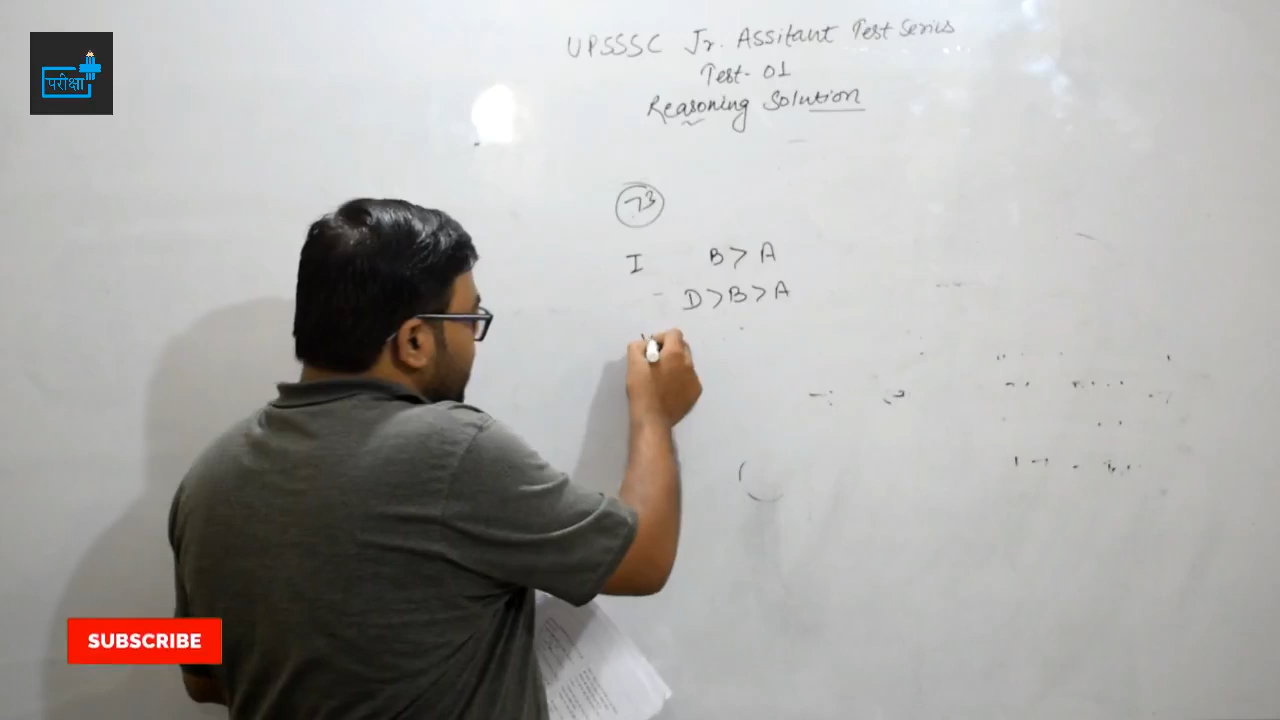 परीक्षा
UPSSSC Jr. Assitant Test Series
Test- 01
Reasoning Solution
73
I B > A
D > B > A
SUBSCRIBE